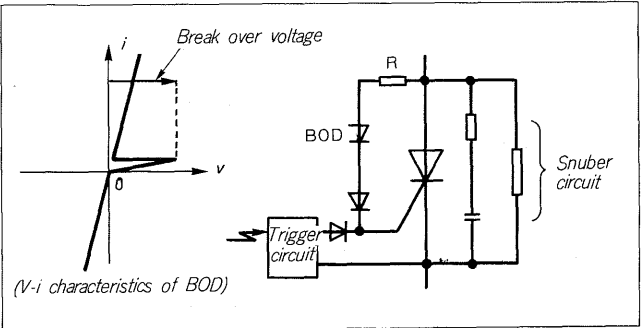 i
Break over voltage
v
0
(V-i characteristics of BOD)
R
BOD
Trigger
circuit
Snuber
circuit